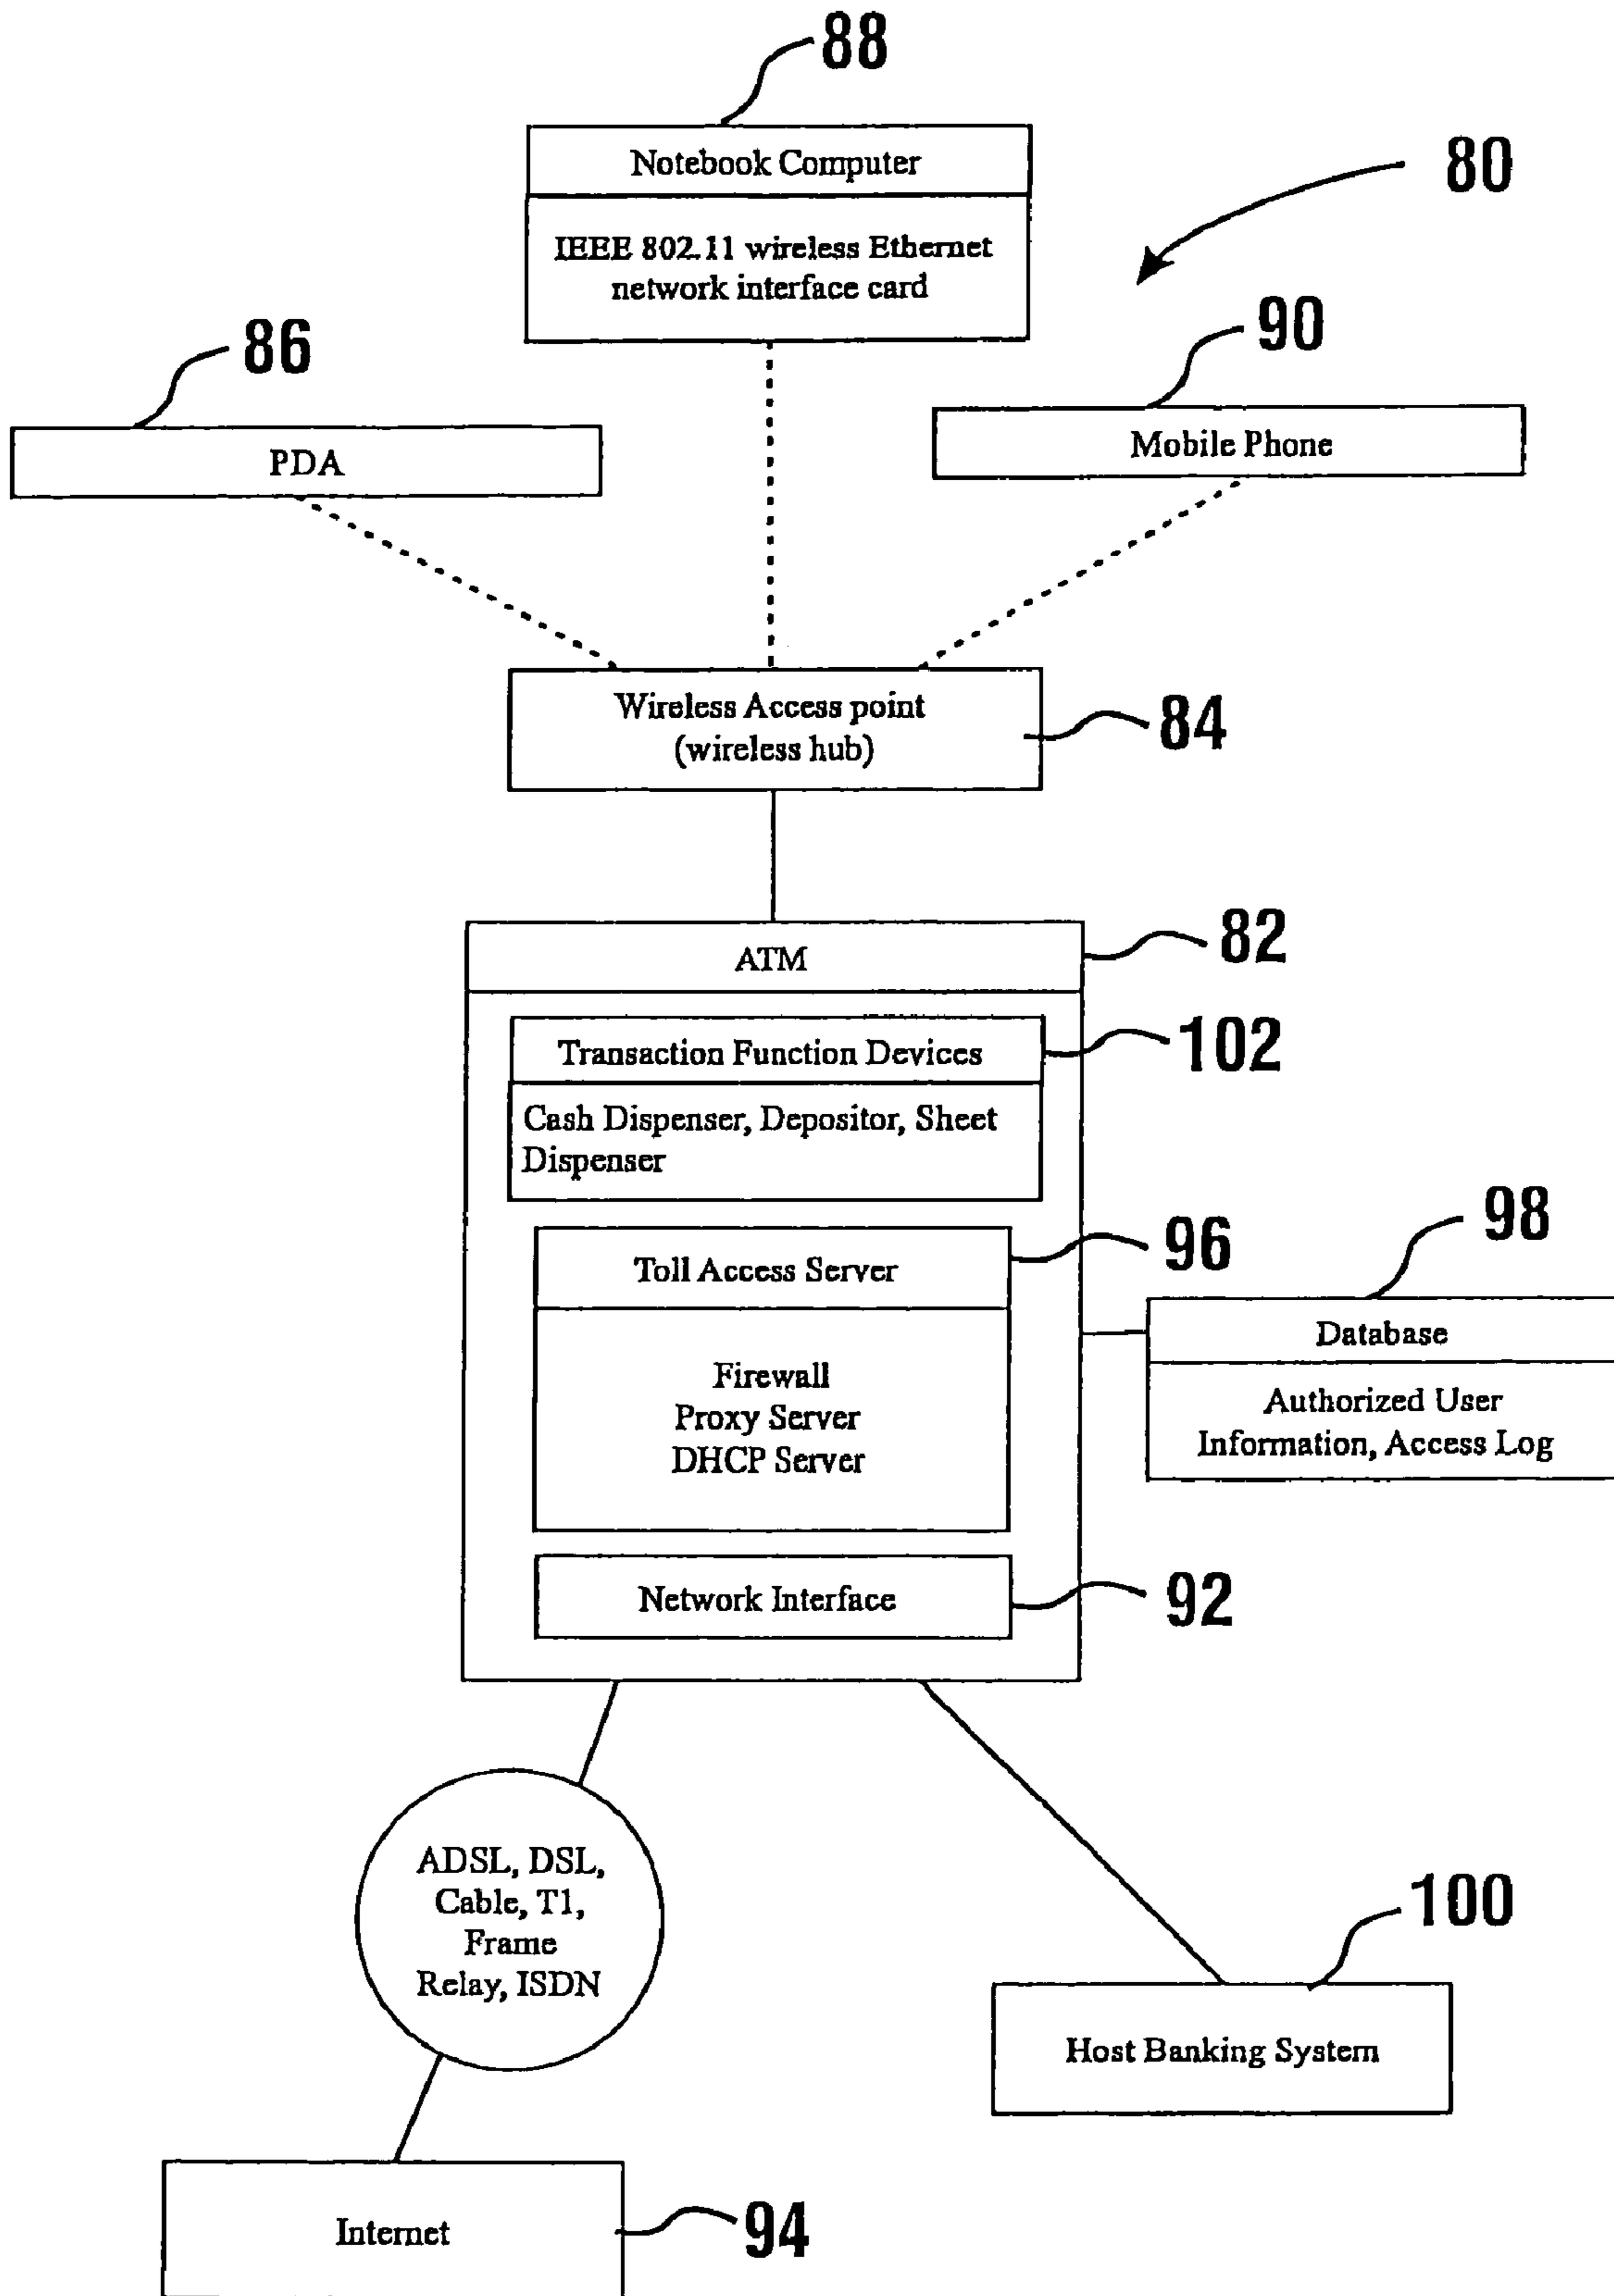 88
Notebook Computer
80
IEEE 802.11 wireless Ethernet
network interface card
90
86
Mobile Phone
PDA
Wireless Access point
(wireless hub)
84
82
ATM
102
Transaction Function Devices
Cash Dispenser, Depositor, Sheet
Dispenser
98
96
Toll Access Server
Database
Firewall
Proxy Server
DHCP Server
Authorized User
Information, Access Log
92
Network Interface
ADSL, DSL,
Cable, T1,
Frame
Relay, ISDN
100
Host Banking System
Internet
94